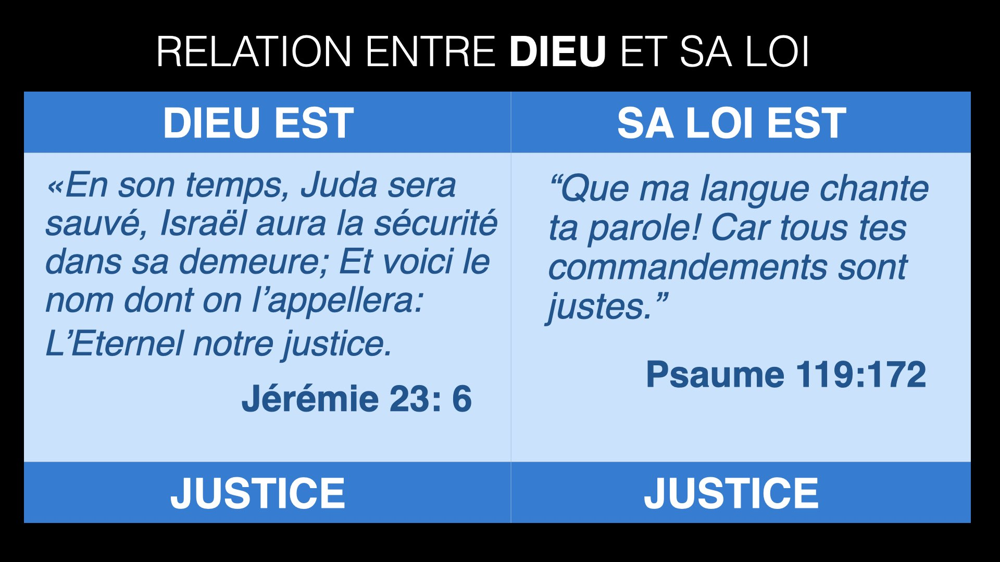 RELATION ENTRE DIEU ET SA LOI
DIEU EST
SA LOI EST
«En son temps, Juda sera
sauvé, Israël aura la sécurité
dans sa demeure; Et voici le
nom dont on l’appellera:
L’Eternel notre justice.
Jérémie 23: 6
“Que ma langue chante
ta parole! Car tous tes
commandements sont
justes.”
Psaume 119:172
JUSTICE
JUSTICE